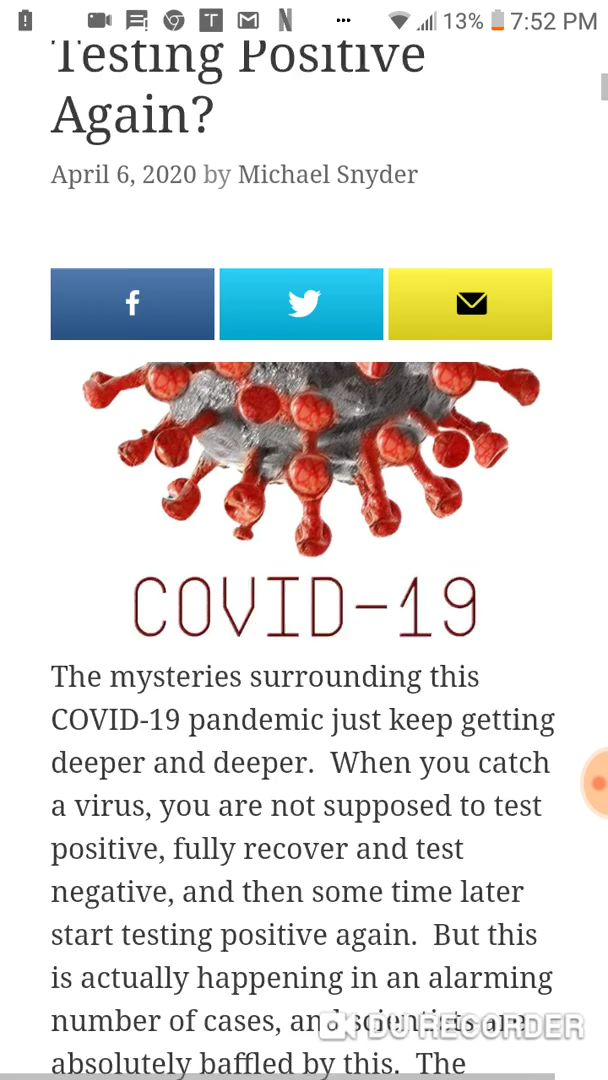 13% 7:52 PM
Testing Positive
Again?
April 6, 2020 by Michael Snyder
COVID-19
The mysteries surrounding this
COVID-19 pandemic just keep getting
deeper and deeper. When you catch
a virus, you are not supposed to test
positive, fully recover and test
negative, and then some time later
start testing positive again. But this
is actually happening in an alarming
number of cases, and scientists are
DU RECORDER
absolutely baffled by this. The